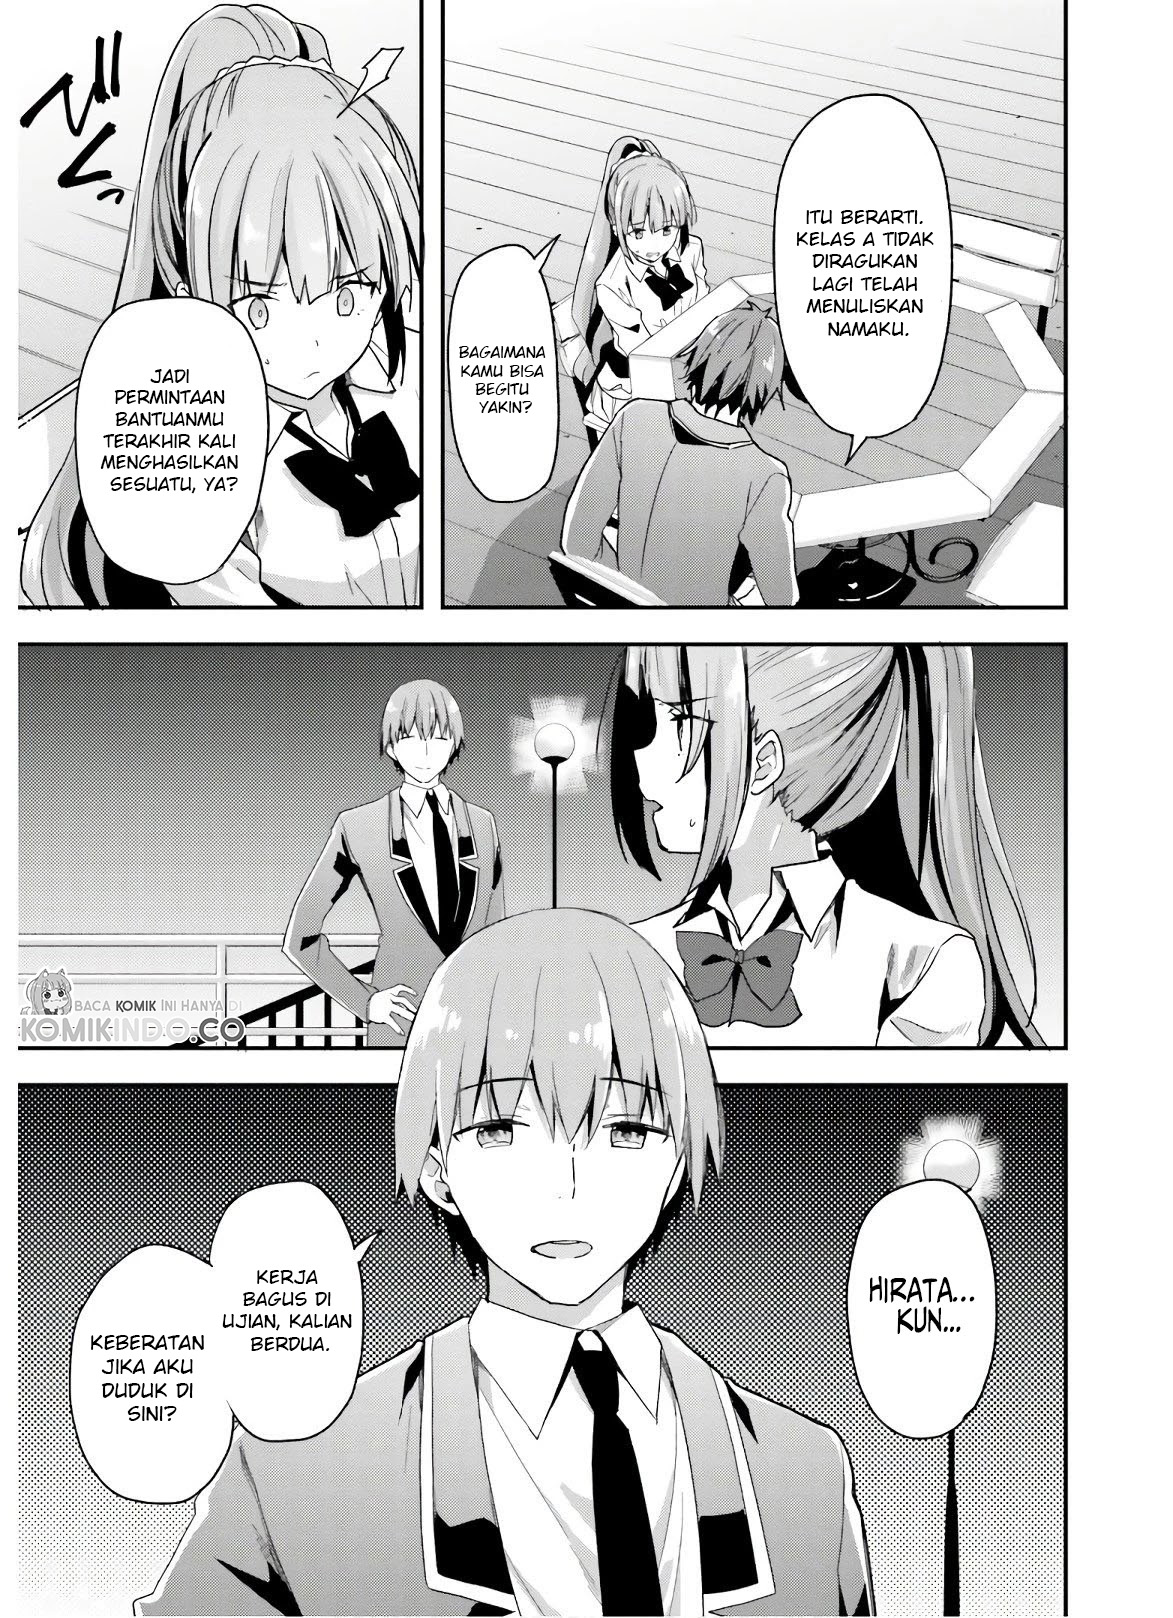 ITU BERARTI.
KELAS A TIDAK
DIRAGUKAN
LAGI TELAH
MENULISKAN
NAMAKU.
BAGAIMANA
KAMU BISA
BEGITU
YAKIN?
JADI
PERMINTAAN
BANTUANMU
TERAKHIR KALI
MENGHASILKAN
SESUATU, YA?
BACA KOMIK INI HANYA DI
KOMIKINDO.CO
HIRATA...
KUN...
KERJA
BAGUS DI
UJIAN, KALIAN
BERDUA.
KEBERATAN
JIKA AKU
DUDUK DI
SINI?